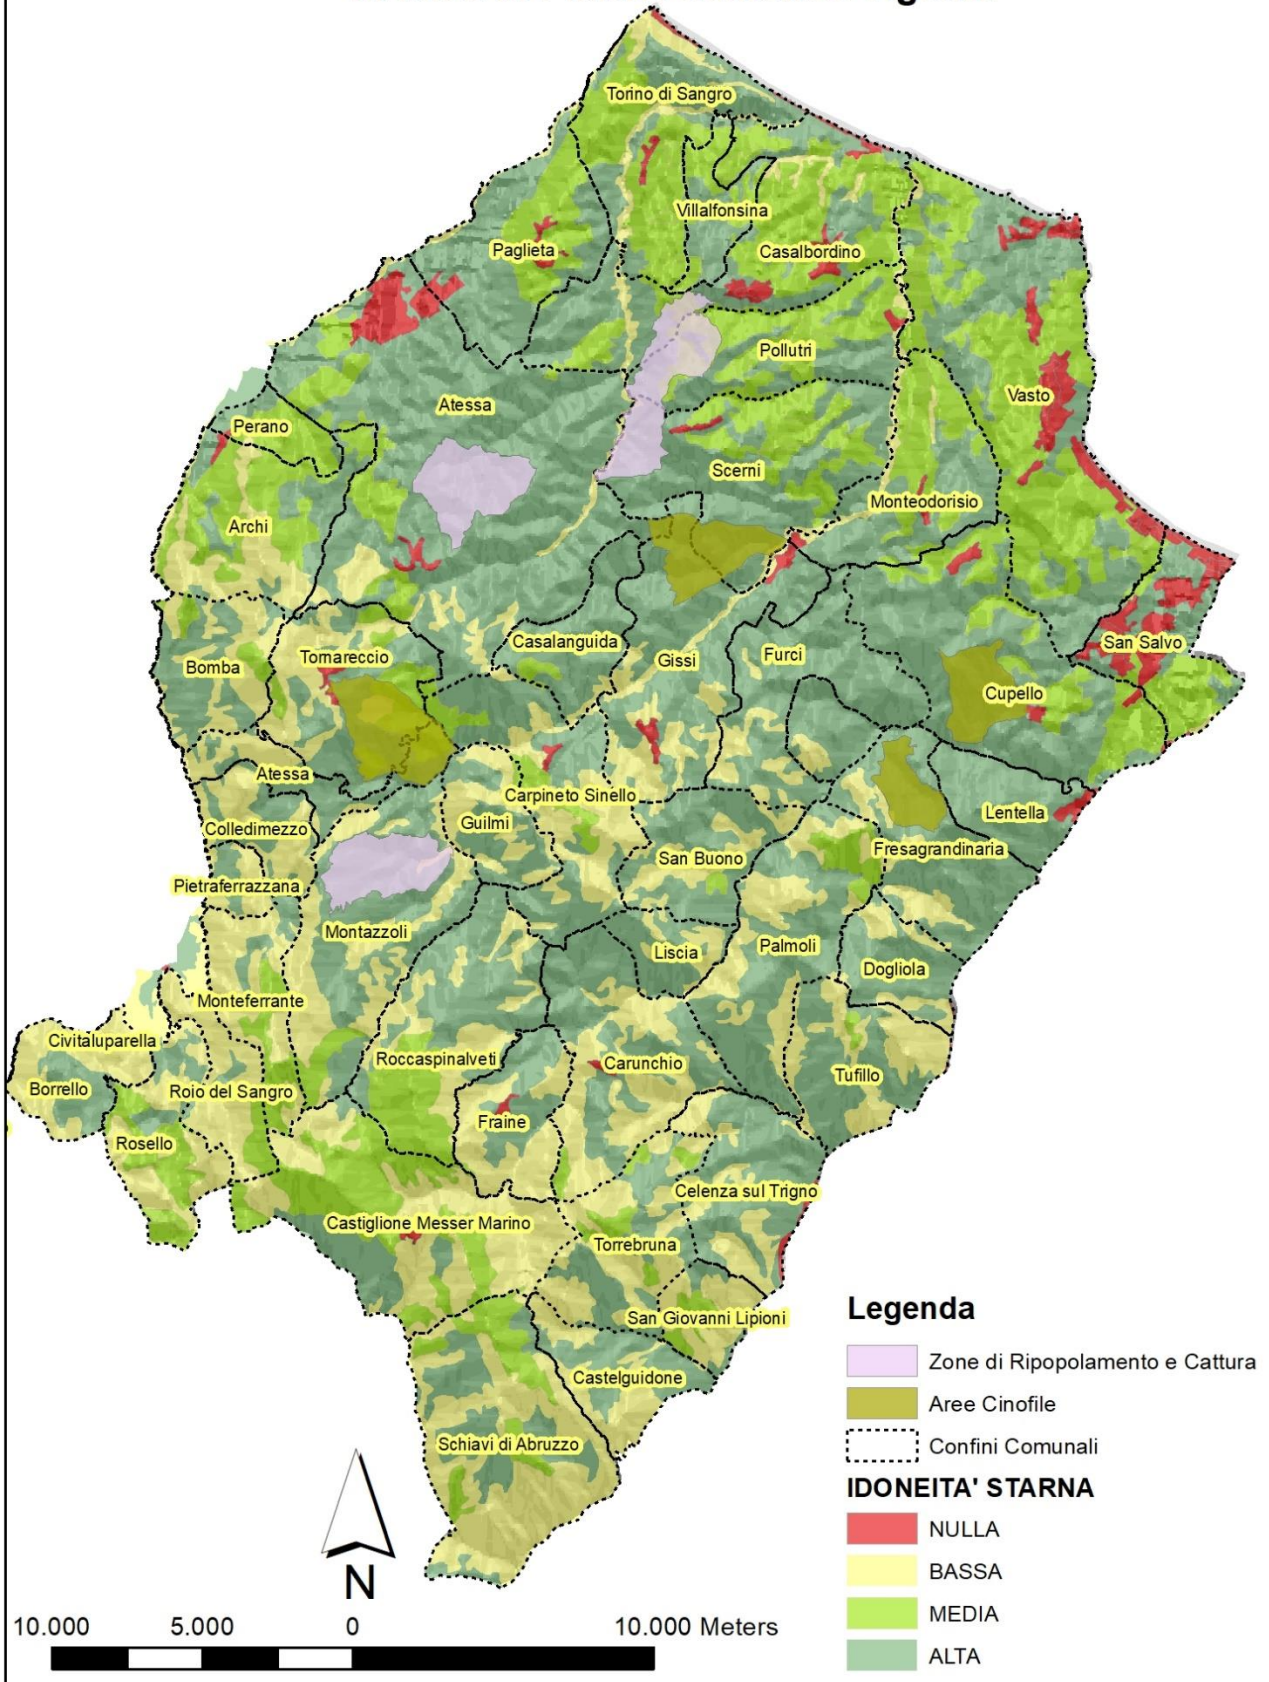 Torino di Sangro
Villalfonsina
Paglieta
Casalbordino
Pollutri
Vasto
Atessa
Perano
Scerni
Monteodorisio
Archi
Casalanguida
San Salvo
Tornareccio
Gissi
Furci
Bomba
Cupello
Atessa
Carpineto Sinello
Lentella
Colledimezzo
Guilmi
San Buono
Fresagrandinaria
Pietraferrazzana
Montazzoli
Liscia
Palmoli
Dogliola
Monteferrante
Civitaluparella
Roccaspinalveti
Carunchio
Tufillo
Borrello
Roio del Sangro
Fraine
Rosello
Celenza sul Trigno
Castiglione Messer Marino
Torrebruna
San Giovanni Lipioni
Castelguidone
Schiavi di Abruzzo
Legenda
Zone di Ripopolamento e Cattura
Aree Cinofile
Confini Comunali
IDONEITA' STARNA
NULLA
BASSA
MEDIA
ALTA
N
10.000 5.000 0 10.000 Meters